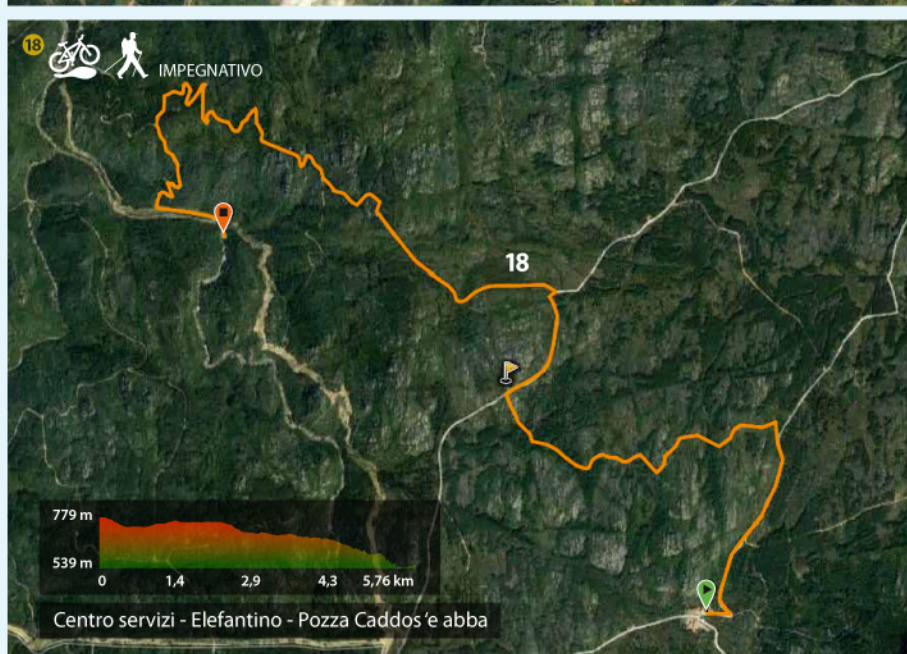 18
IMPEGNATIVO
18
779 m
539 m
0 1,4 2,9 4,3 5,76 km
Centro servizi - Elefantino - Pozza Caddos 'e abba